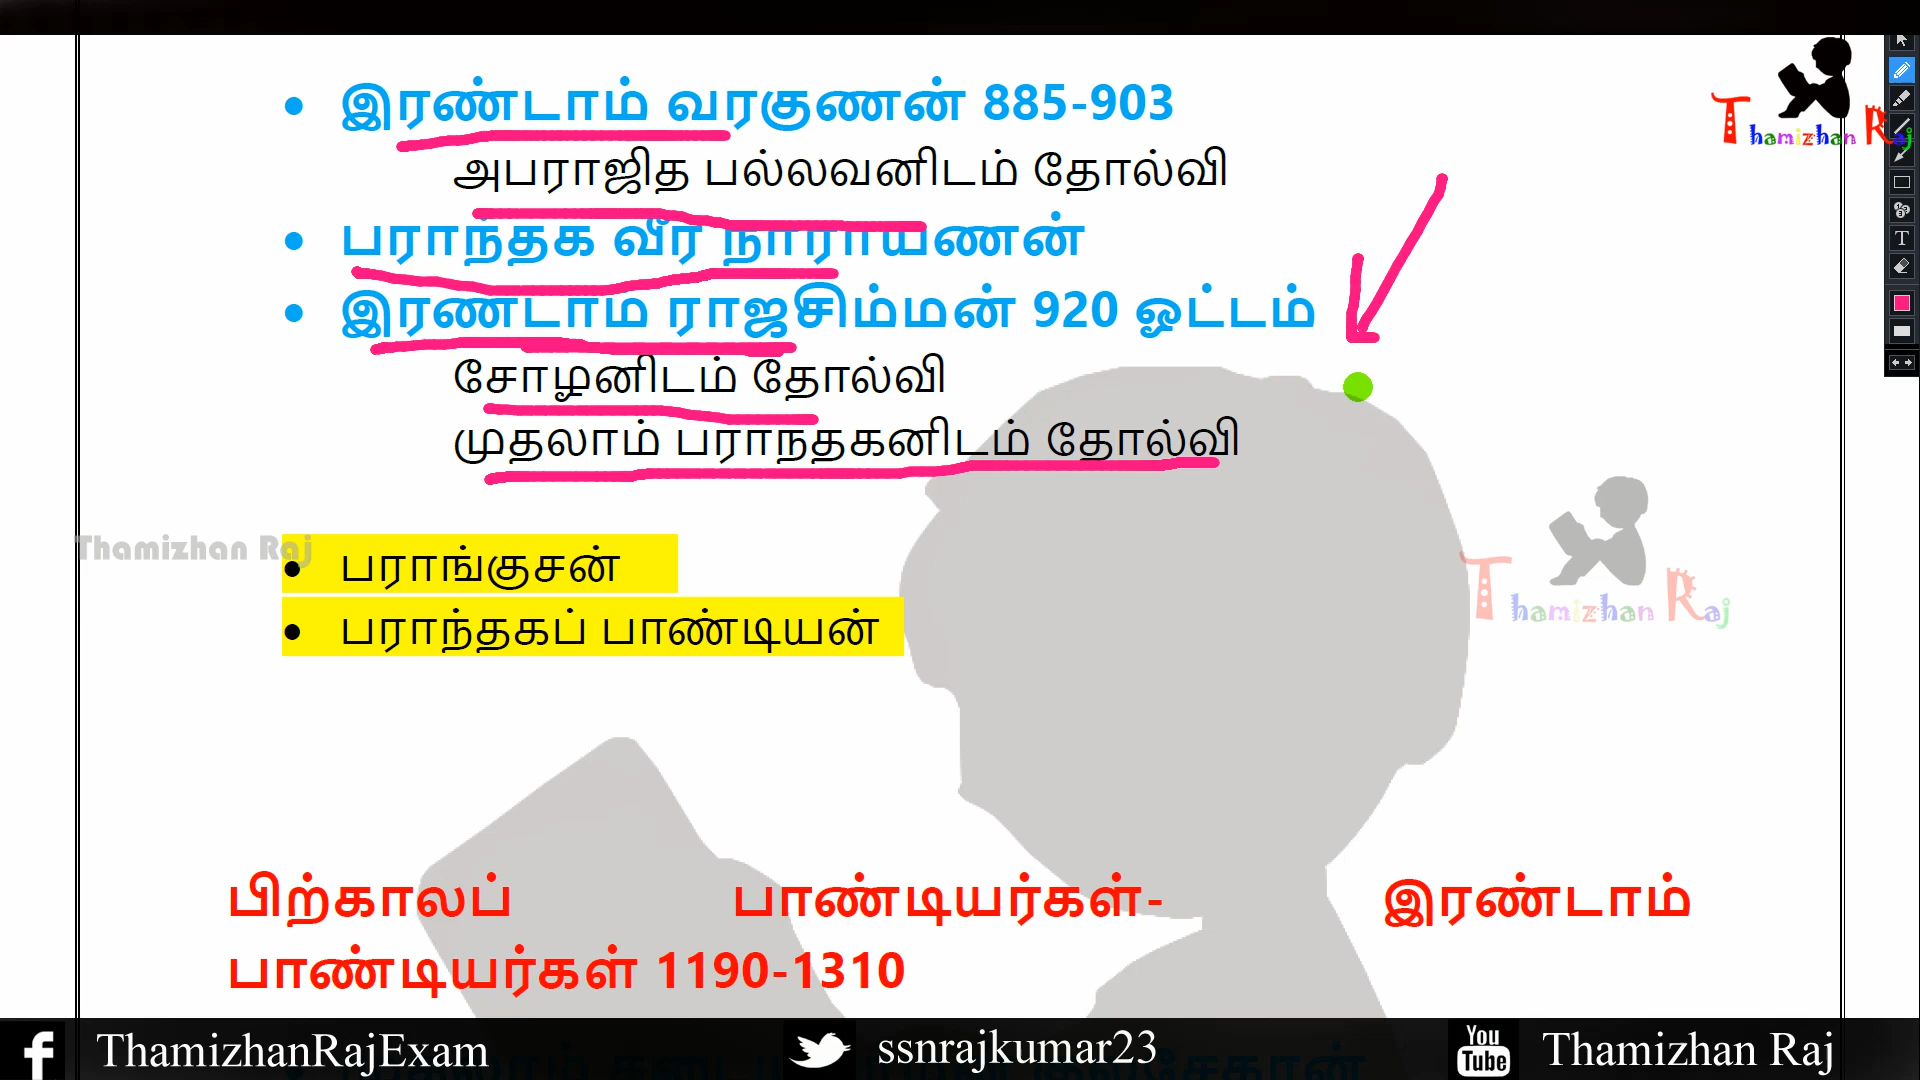 Thamizhan Raj
இரண்டாம் வரகுணன் 885-903
அபராஜித பல்லவனிடம் தோல்வி
பராந்தக வீர நாராயணன்
இரண்டாம் ராஜசிம்மன் 920 ஓட்டம்
சோழனிடம் தோல்வி
முதலாம் பராந்தகனிடம் தோல்வி
Thamizhan Raj
பராங்குசன்
Thamizhan Raj
பராந்தகப் பாண்டியன்
பிற்காலப் பாண்டியர்கள்- இரண்டாம்
பாண்டியர்கள் 1190-1310
ThamizhanRajExam
ssnrajkumar23
You Tube
Thamizhan Raj